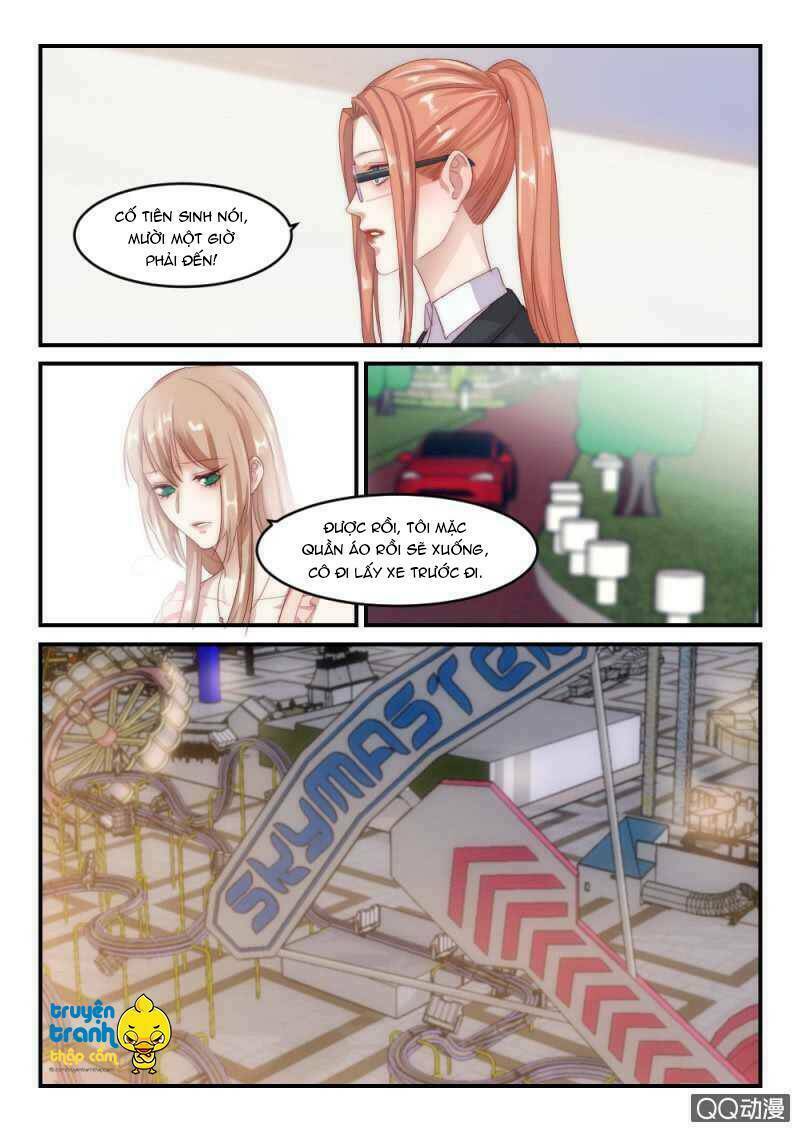 CỐ TIÊN SINH NÓI,
MƯỜI MỘT GIỜ
PHẢI ĐẾN!
ĐƯỢC RỒI, TÔI MẶC
QUẦN ÁO RỒI SẼ XUỐNG,
CÔ ĐI LẤY XE TRƯỚC ĐI.
SKYMASTER
truyện
tranh
thập cẩm
QQ动漫